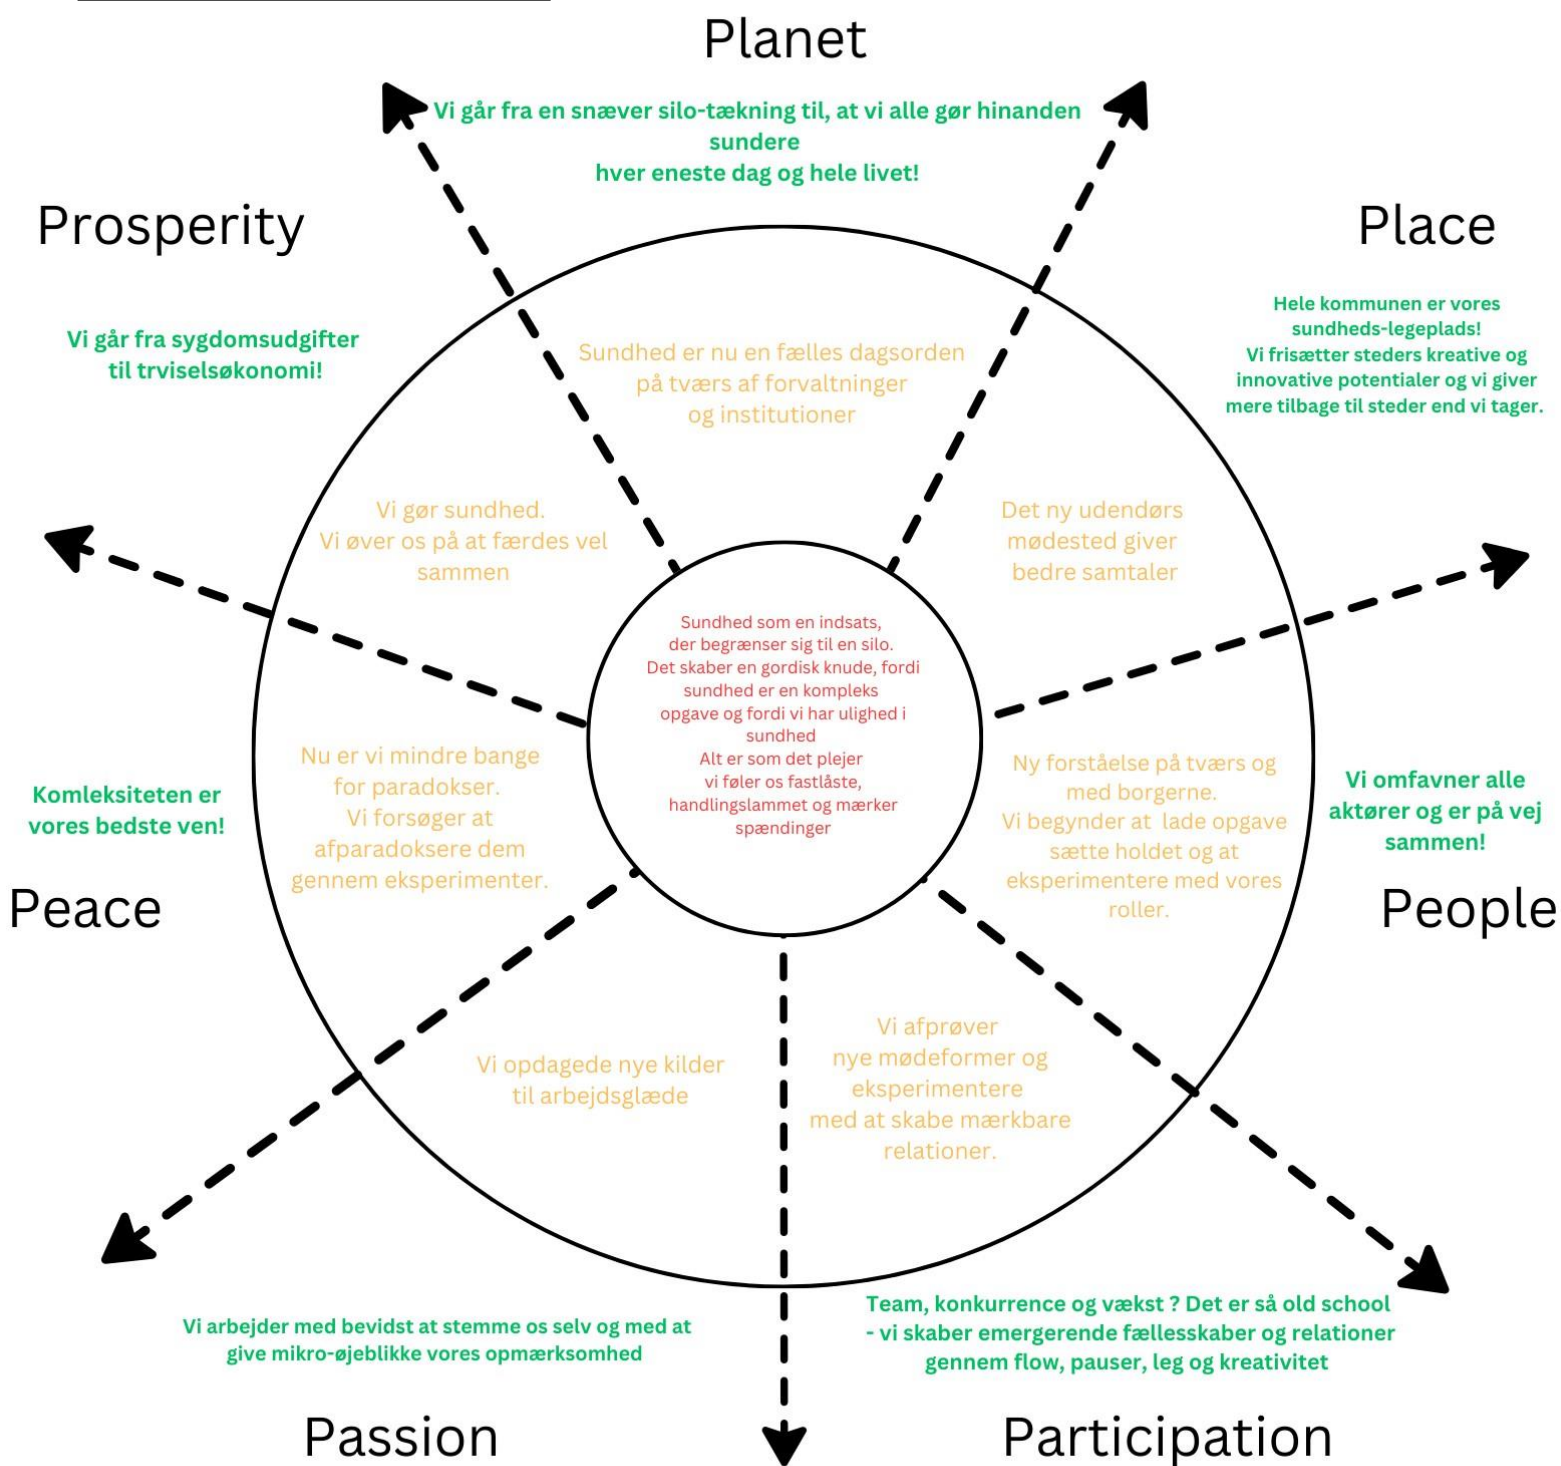 Planet
Vi går fra en snæver silo-tækning til, at vi alle gør hinanden
sundere
hver eneste dag og hele livet!
Prosperity
Vi går fra sygdomsudgifter
til trviselsøkonomi!
Place
Hele kommunen er vores
sundheds-legeplads!
Vi frisætter steders kreative og
innovative potentialer og vi giver
mere tilbage til steder end vi tager.
Sundhed er nu en fælles dagsorden
på tværs af forvaltninger
og institutioner
Vi gør sundhed.
Vi øver os på at færdes vel
sammen
Det ny udendørs
mødested giver
bedre samtaler
Sundhed som en indsats,
der begrænser sig til en silo.
Det skaber en gordisk knude, fordi
sundhed er en kompleks
opgave og fordi vi har ulighed i
sundhed
Alt er som det plejer
vi føler os fastlåste,
handlingslammet og mærker
spændinger
Nu er vi mindre bange
for paradokser.
Vi forsøger at
afparadoksere dem
gennem eksperimenter.
Komleksiteten er
vores bedste ven!
Peace
Ny forståelse på tværs og
med borgerne.
Vi begynder at lade opgave
sætte holdet og at
eksperimentere med vores
roller.
Vi omfavner alle
aktører og er på vej
sammen!
People
Vi opdagede nye kilder
til arbejdsglæde
Vi afprøver
nye mødeformer og
eksperimentere
med at skabe mærkbare
relationer.
Vi arbejder med bevidst at stemme os selv og med at
give mikro-øjeblikke vores opmærksomhed
Passion
Team, konkurrence og vækst ? Det er så old school
- vi skaber emergerende fællesskaber og relationer
gennem flow, pauser, leg og kreativitet
Participation